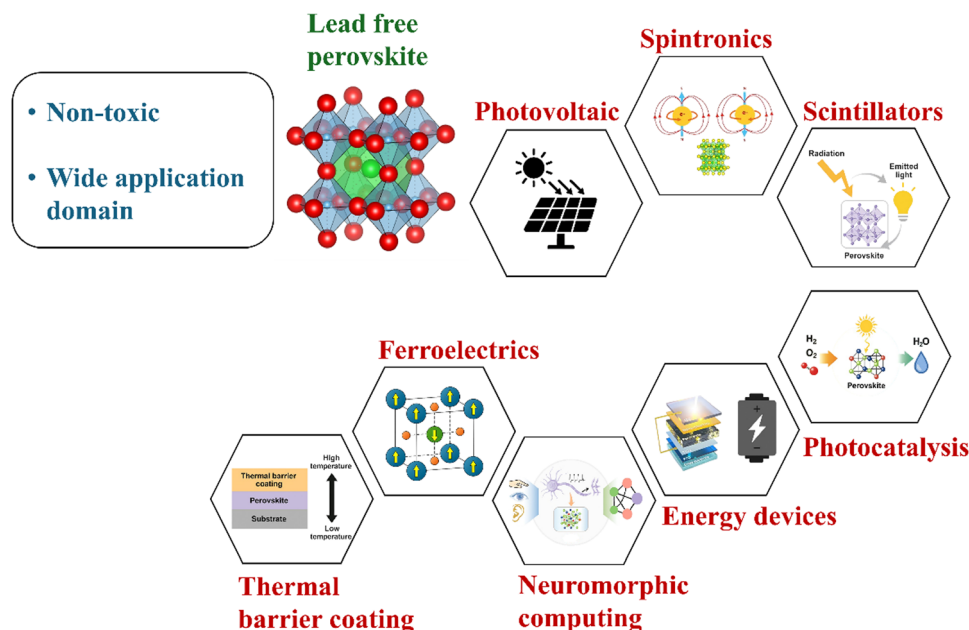 Lead free
perovskite
• Non-toxic
• Wide application
domain
Spintronics
Photovoltaic
Scintillators
Radiation
Emitted
light
Perovskite
H₂
O₂
H₂O
Perovskite
Photocatalysis
Ferroelectrics
Energy devices
+
-
Thermal barrier
coating
Perovskite
Substrate
High
temperature
Low
temperature
Thermal
barrier coating
Neuromorphic
computing